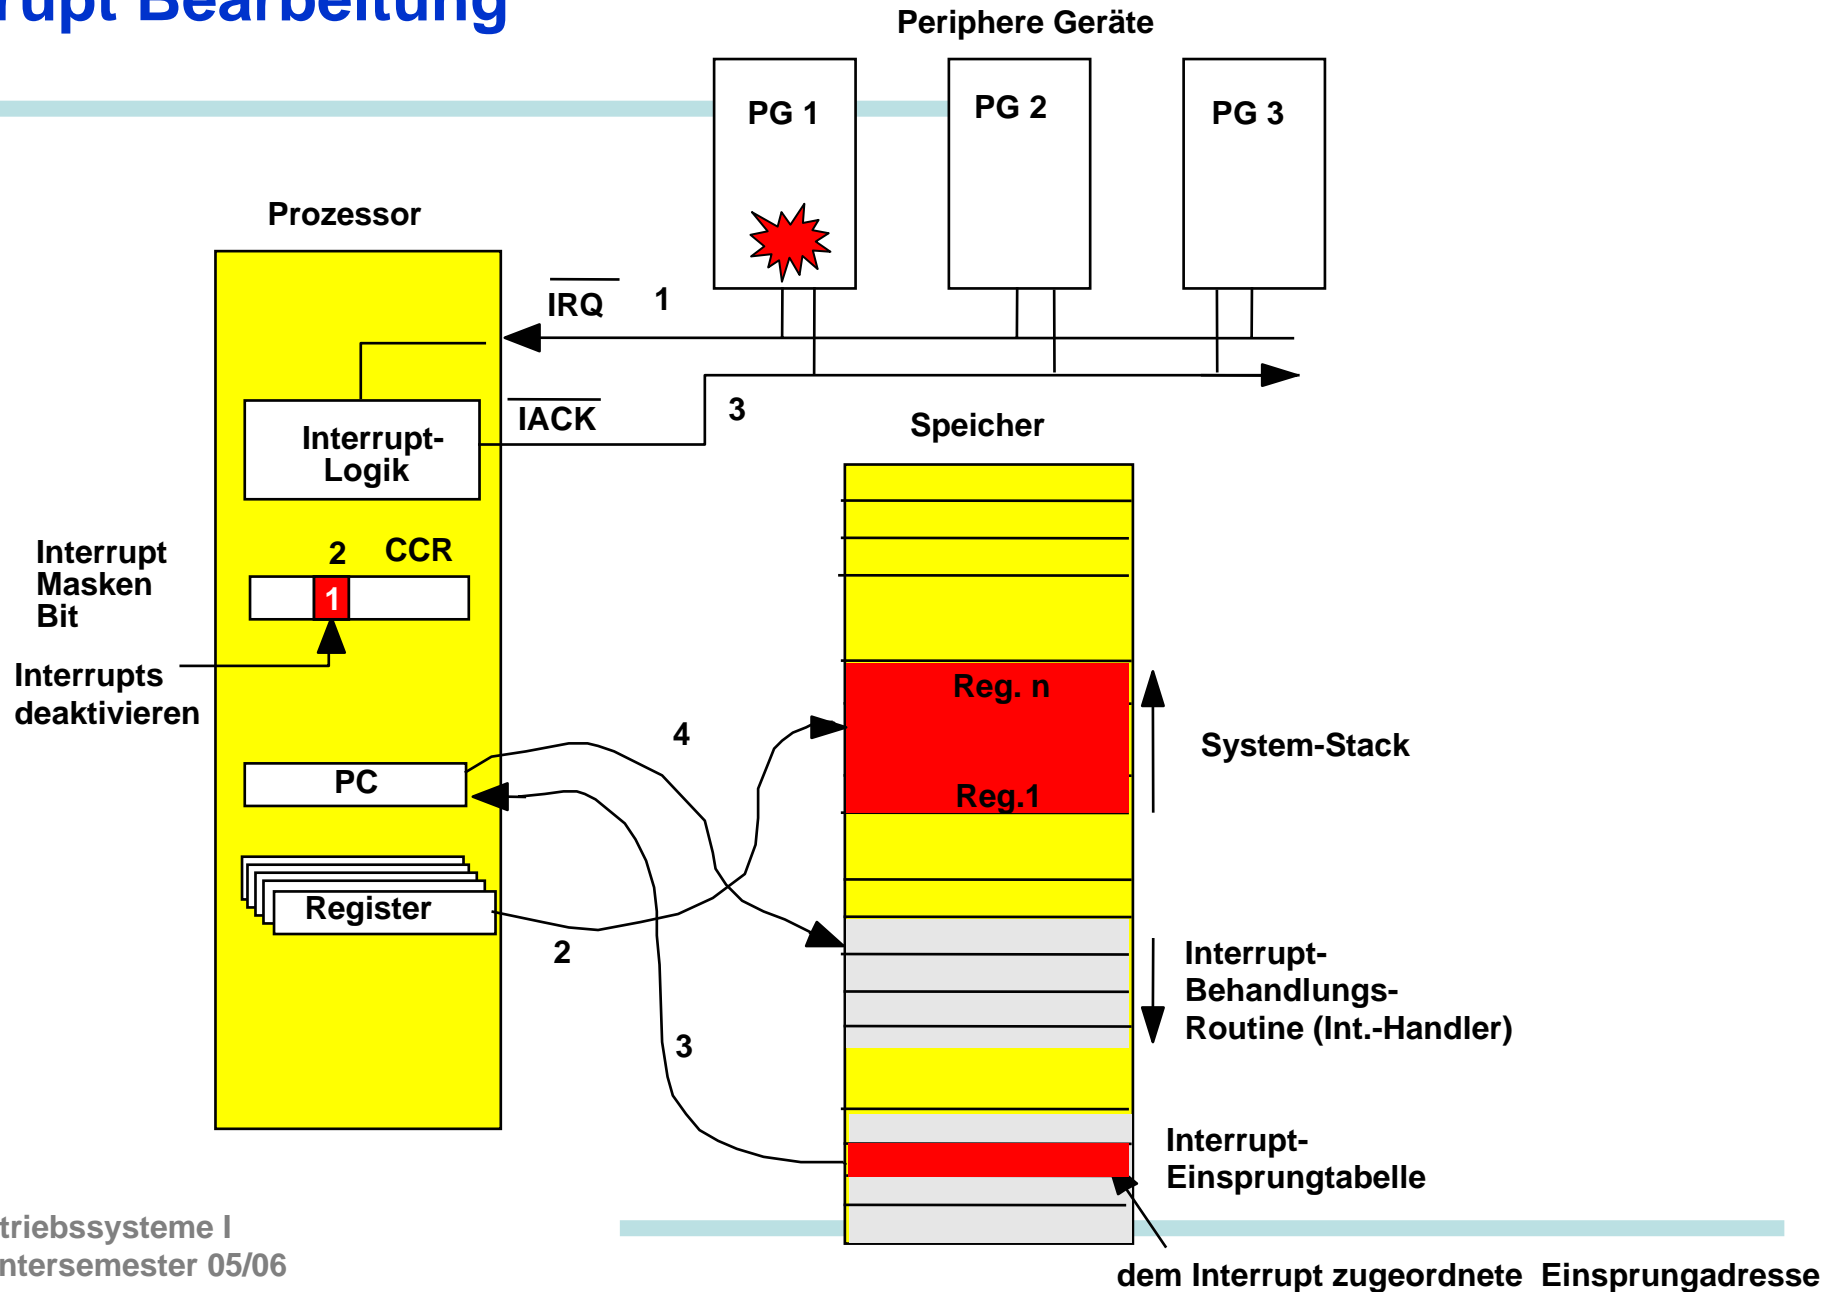 rupt Bearbeitung
Periphere Geräte
PG 1
PG 2
PG 3
Prozessor
IRQ
1
IACK
3
Interrupt-
Logik
Speicher
Interrupt
Masken
Bit
2
CCR
1
Interrupts
deaktivieren
Reg. n
4
System-Stack
PC
Reg.1
Register
2
Interrupt-
Behandlungs-
Routine (Int.-Handler)
3
Interrupt-
Einsprungtabelle
triebssysteme I
ntersemester 05/06
dem Interrupt zugeordnete Einsprungadresse